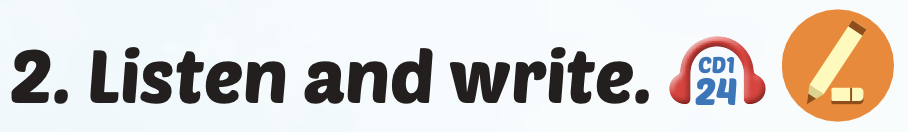 2. Listen and write. CD1
24